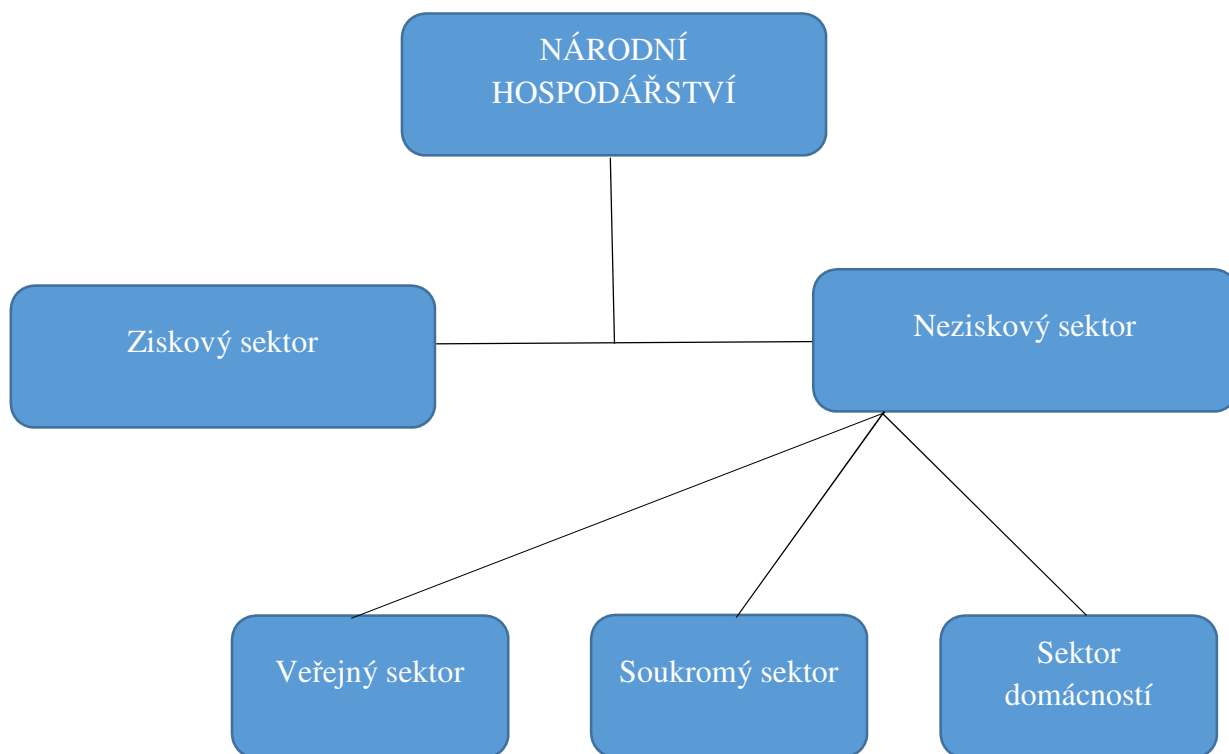 NÁRODNÍ
HOSPODÁŘSTVÍ
Ziskový sektor
Neziskový sektor
Veřejný sektor
Soukromý sektor
Sektor
domácností